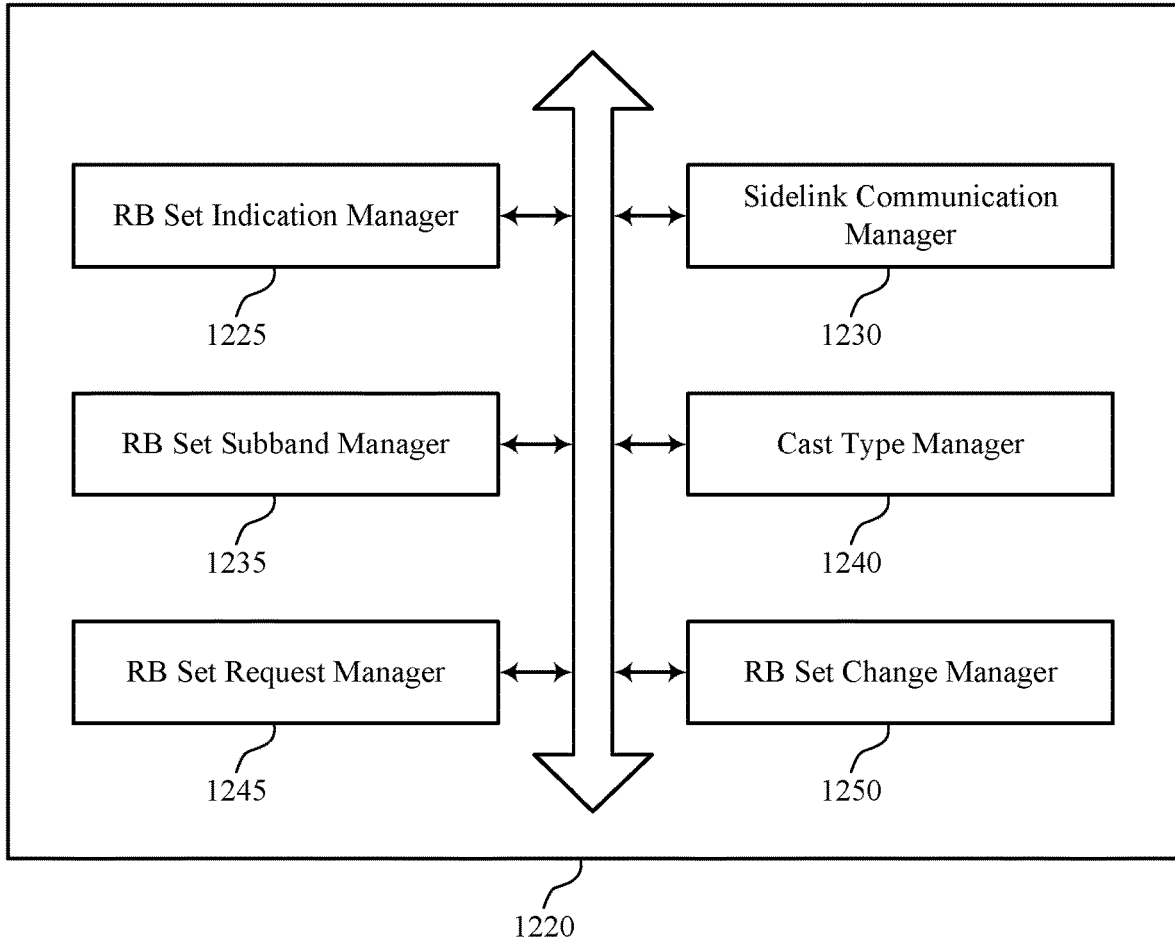 RB Set Indication Manager
1225
Sidelink Communication
Manager
1230
RB Set Subband Manager
1235
Cast Type Manager
1240
RB Set Request Manager
1245
RB Set Change Manager
1250
1220